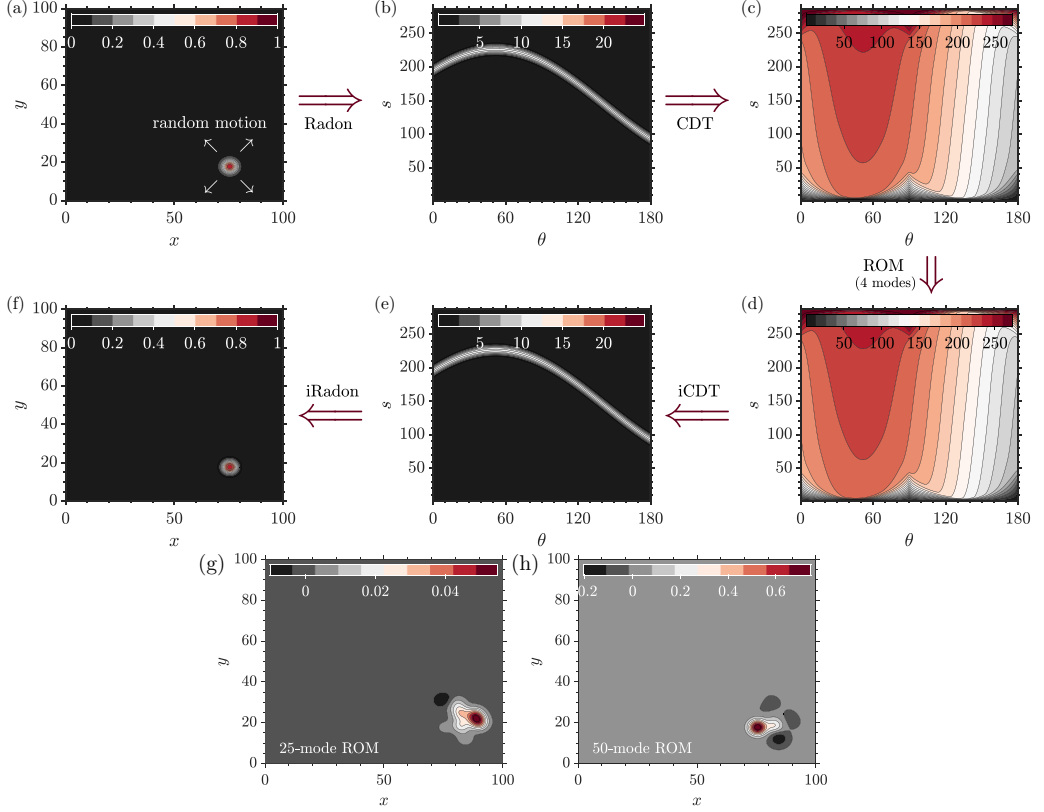 (a)
0 0.2 0.4 0.6 0.8 1
100
80
60
40
20
0
y
random motion
0 50 100
x
Radon
(b)
5 10 15 20
250
200
150
100
50
s
0 60 120 180
θ
CDT
(c)
50 100 150 200 250
250
200
150
100
50
s
0 60 120 180
θ
ROM
(4 modes)
(f)
0 0.2 0.4 0.6 0.8 1
100
80
60
40
20
0
y
0 50 100
x
iRadon
(e)
5 10 15 20
250
200
150
100
50
s
0 60 120 180
θ
iCDT
(d)
50 100 150 200 250
250
200
150
100
50
s
0 60 120 180
θ
(g)
0 0.02 0.04
100
80
60
40
20
0
y
25-mode ROM
0 50 100
x
(h)
0.2 0 0.2 0.4 0.6
100
80
60
40
20
0
y
50-mode ROM
0 50 100
x